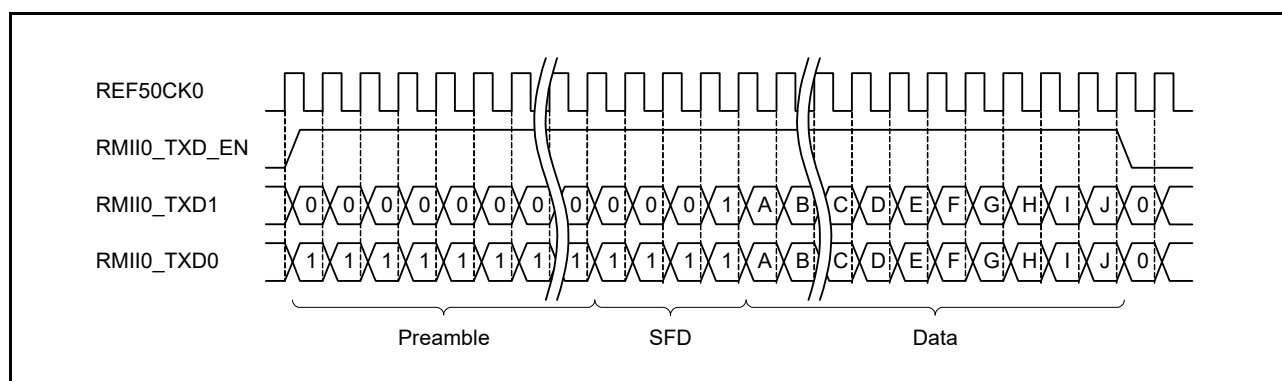 REF50CK0
RMII0_TXD_EN
RMII0_TXD1 0 0 0 0 0 0 0 0 0 0 0 1 A B C D E F G H I J 0
RMII0_TXD0 1 1 1 1 1 1 1 1 1 1 1 1 A B C D E F G H I J 0
Preamble SFD Data